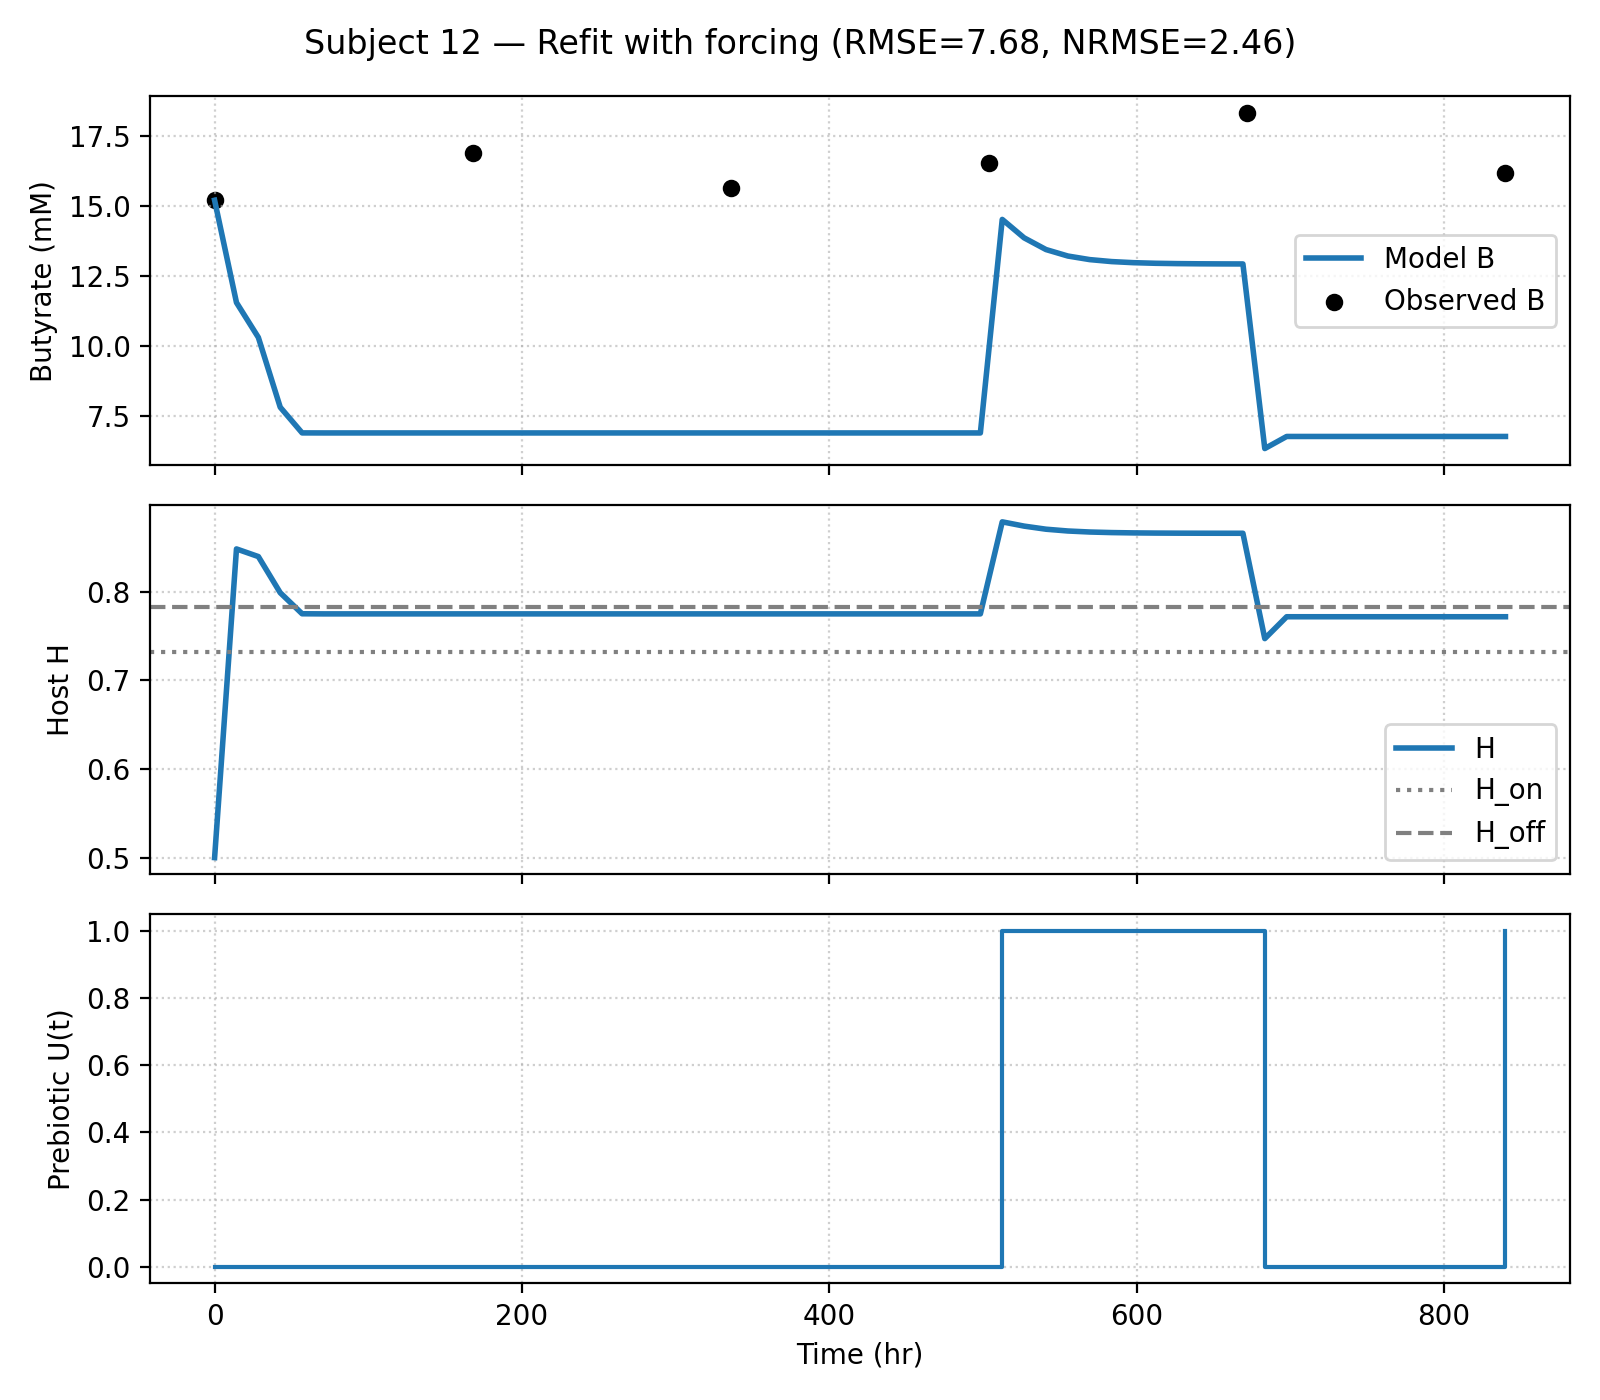 Subject 12 — Refit with forcing (RMSE=7.68, NRMSE=2.46)
Butyrate (mM)
17.5
15.0
12.5
10.0
7.5
Model B
Observed B
Host H
0.8
0.7
0.6
0.5
H
H_on
H_off
Prebiotic U(t)
1.0
0.8
0.6
0.4
0.2
0.0
0 200 400 600 800
Time (hr)